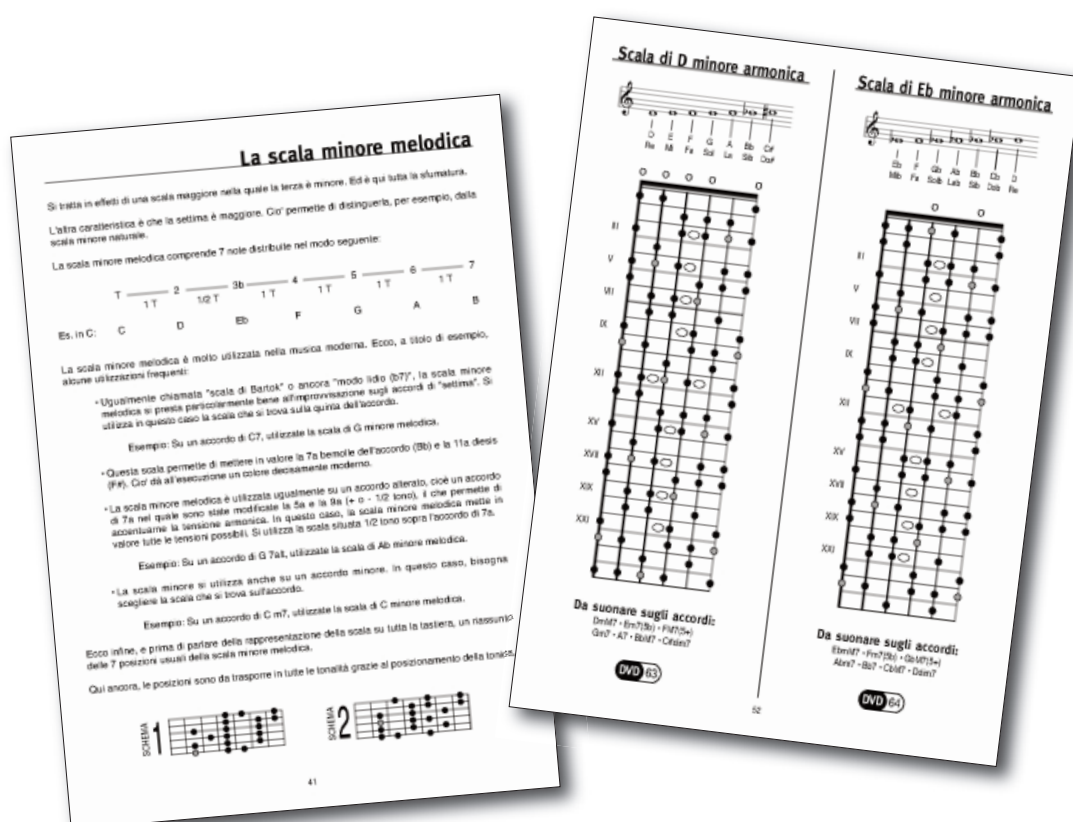 La scala minore melodica
Si tratta in effetti di una scala maggiore nella quale la terza è minore. Ed è qui tutta la sfumatura.
L'altra caratteristica è che la settima è maggiore. Cio' permette di distinguerla, per esempio, dalla
scala minore naturale.
La scala minore melodica comprende 7 note distribuite nel modo seguente:
T 2 3b 4 5 6 7
1 T 1/2 T 1 T 1 T 1 T 1 T
Es. in C: C D Eb F G A B
La scala minore melodica è molto utilizzata nella musica moderna. Ecco, a titolo di esempio,
alcune utilizzazioni frequenti:
• Ugualmente chiamata "scala di Bartok" o ancora "modo lidio (b7)", la scala minore
melodica si presta particolarmente bene all'improvvisazione sugli accordi di "settima". Si
utilizza in questo caso la scala che si trova sulla quinta dell'accordo.
Esempio: Su un accordo di C7, utilizzate la scala di G minore melodica.
• Questa scala permette di mettere in valore la 7a bemolle dell'accordo (Bb) e la 11a diesis
(F#). Cio' dà all'esecuzione un colore decisamente moderno.
• La scala minore melodica è utilizzata ugualmente su un accordo alterato, cioè un accordo
di 7a nel quale sono state modificate la 5a e la 9a (+ o - 1/2 tono), il che permette di
accentuarne la tensione armonica. In questo caso, la scala minore melodica mette in
valore tutte le tensioni possibili. Si utilizza la scala situata 1/2 tono sopra l'accordo di 7a.
Esempio: Su un accordo di G 7alt, utilizzate la scala di Ab minore melodica.
• La scala minore si utilizza anche su un accordo minore. In questo caso, bisogna
scegliere la scala che si trova sull'accordo.
Esempio: Su un accordo di C m7, utilizzate la scala di C minore melodica.
Ecco infine, e prima di parlare della rappresentazione della scala su tutta la tastiera, un riassunto
delle 7 posizioni usuali della scala minore melodica.
Qui ancora, le posizioni sono da trasporre in tutte le tonalità grazie al posizionamento della tonica.
SCHEMA 1
SCHEMA 2
41
Scala di D minore armonica
D E F G A Bb C#
Re Mi Fa Sol La Sib Do#
III
V
VII
IX
XII
XV
XVII
XIX
XXI
Da suonare sugli accordi:
DmM7 • Em7(5b) • FM7(5+)
Gm7 • A7 • BbM7 • C#dim7
DVD 63
Scala di Eb minore armonica
Eb F Gb Ab Bb Cb D
Mib Fa Solb Lab Sib Dob Re
III
V
VII
IX
XII
XV
XVII
XIX
XXI
Da suonare sugli accordi:
EbmM7 • Fm7(5b) • GbM7(5+)
Abm7 • Bb7 • CbM7 • Ddim7
DVD 64
52